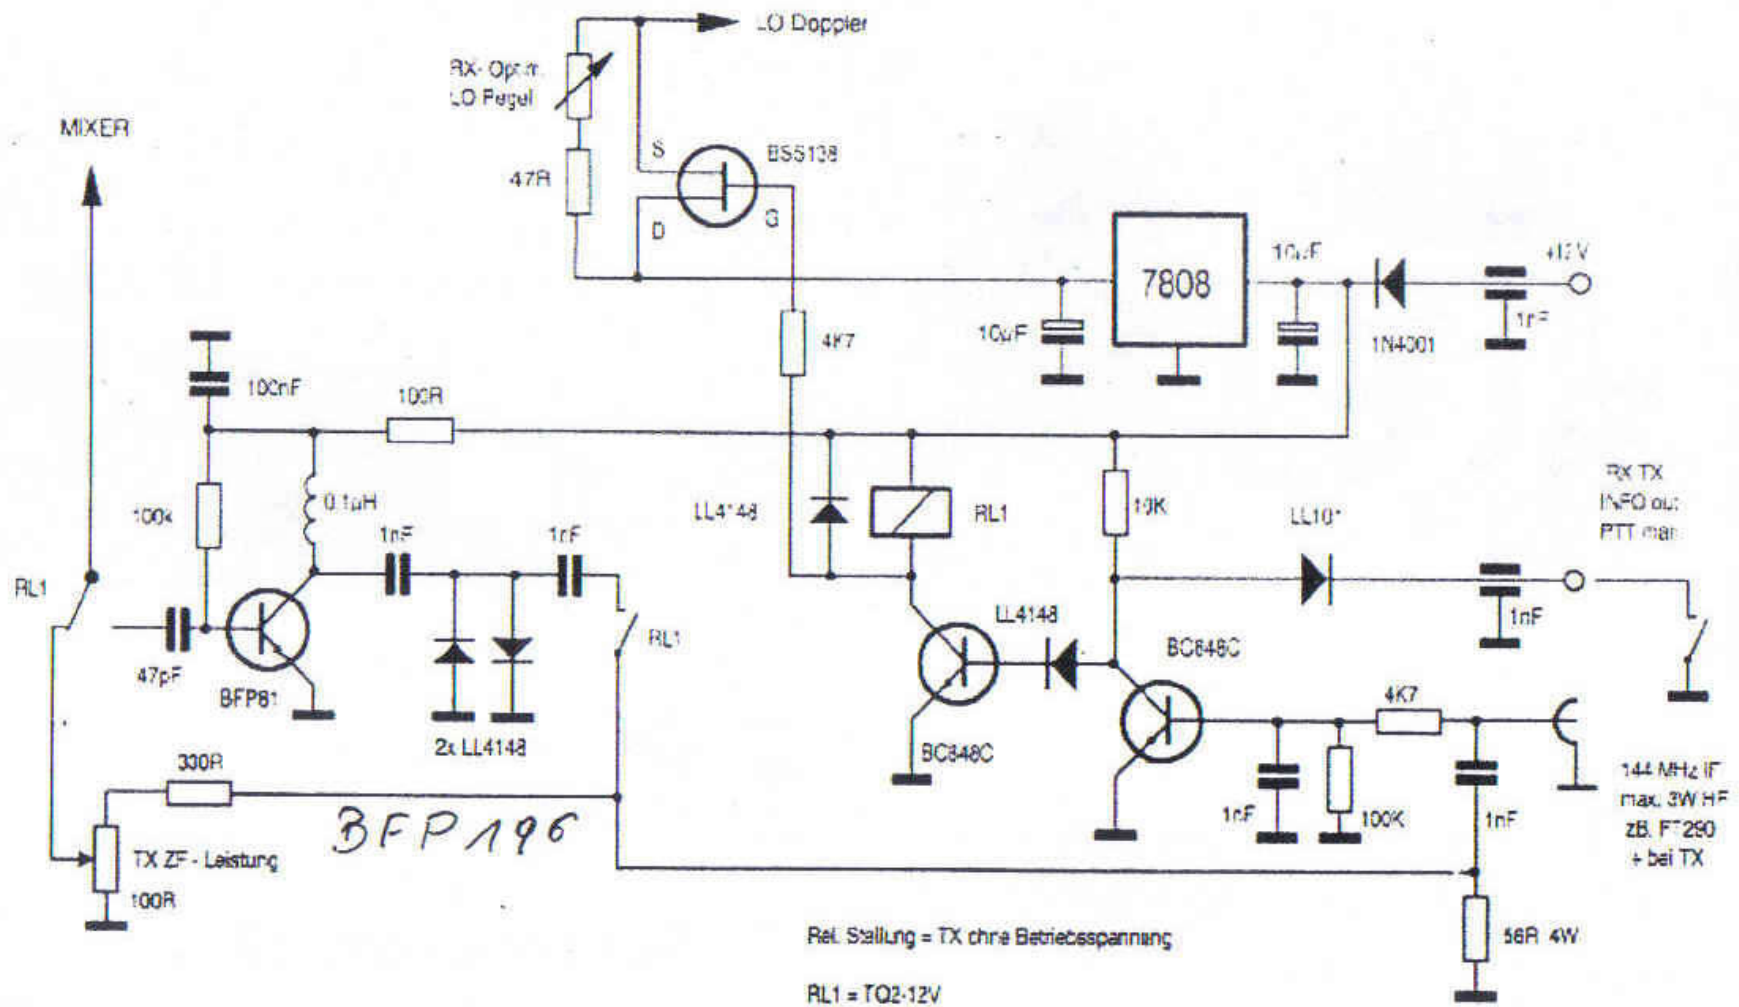 LO Doppler
RX- Optim.
LO Pegel
MIXER
S
BSS138
47R
D
G
10µF
+12V
7808
10µF
1nF
1N4001
4K7
100nF
100R
100k
0.1µH
LL4148
RL1
10K
LL101
RX TX
INFO out
PTT man.
1nF
1nF
RL1
47pF
BFP81
2x LL4148
RL1
LL4148
BC848C
1nF
BC848C
4K7
330R
BFP196
TX ZF - Leistung
100R
1nF
100K
1nF
144 MHz IF
max. 3W HF
zB. FT290
+ bei TX
Rel. Stellung = TX ohne Betriebsspannung
56R 4W
RL1 = TQ2-12V